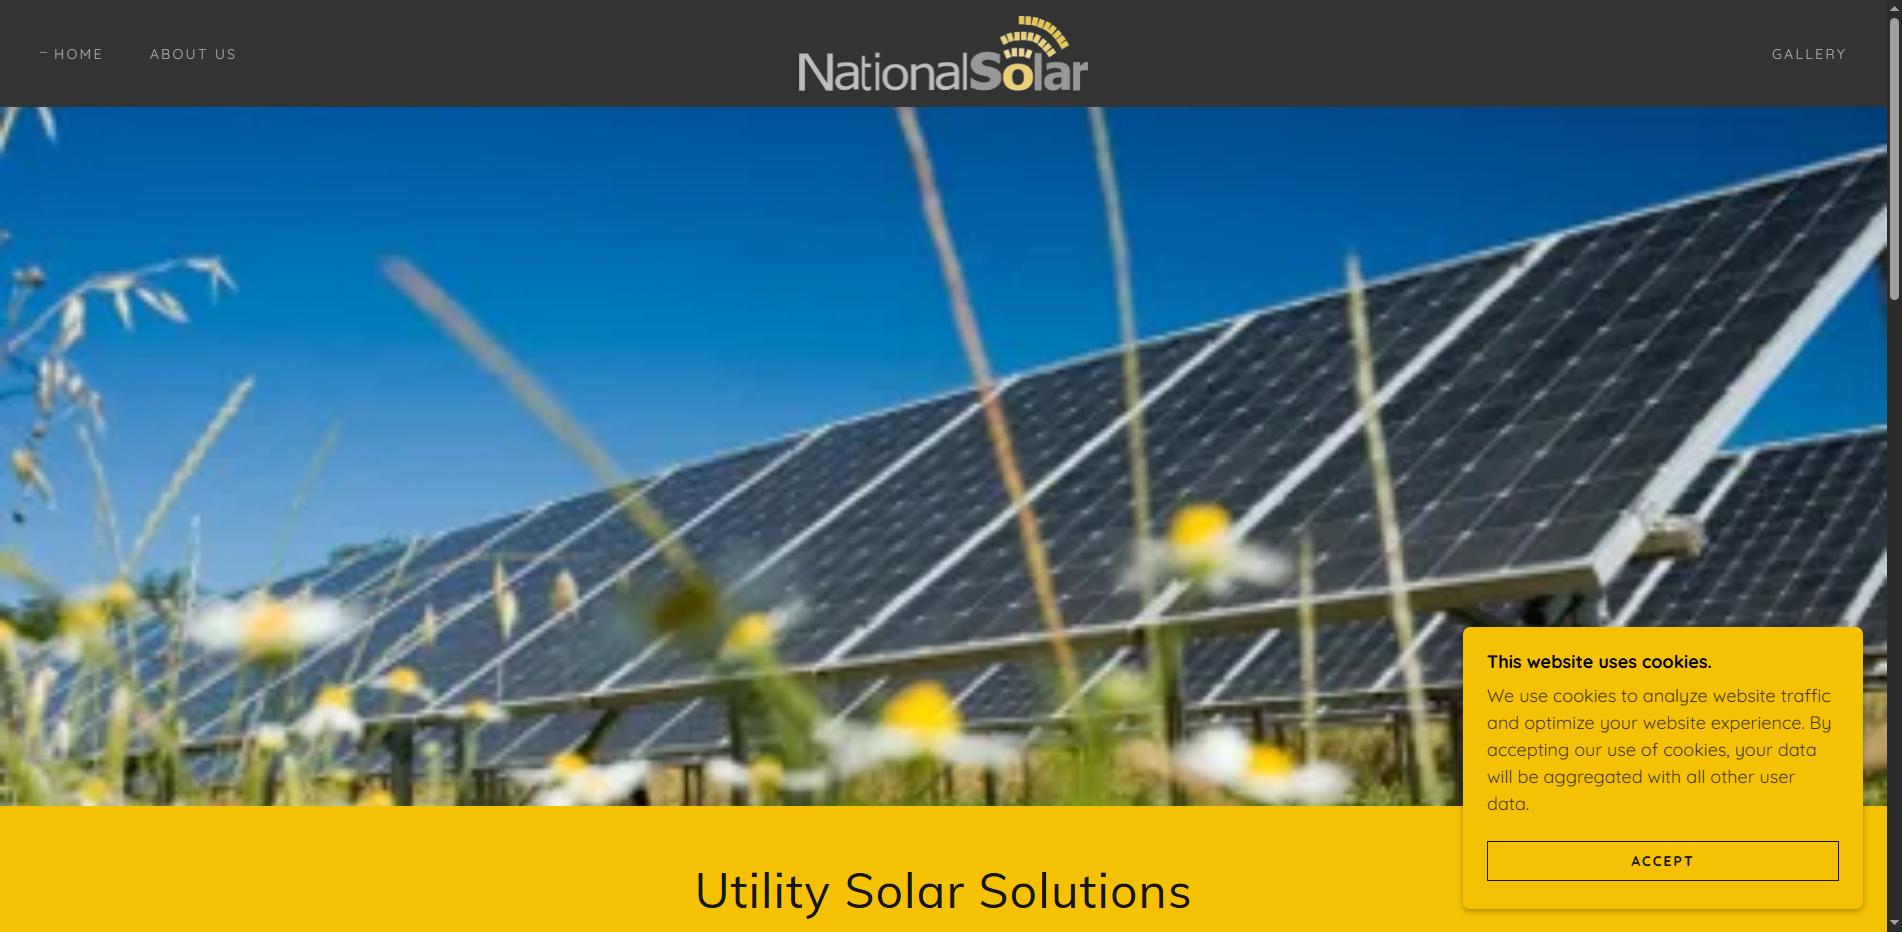 HOME
ABOUT US
NationalSolar
GALLERY
This website uses cookies.
We use cookies to analyze website traffic
and optimize your website experience. By
accepting our use of cookies, your data
will be aggregated with all other user
data.
ACCEPT
Utility Solar Solutions